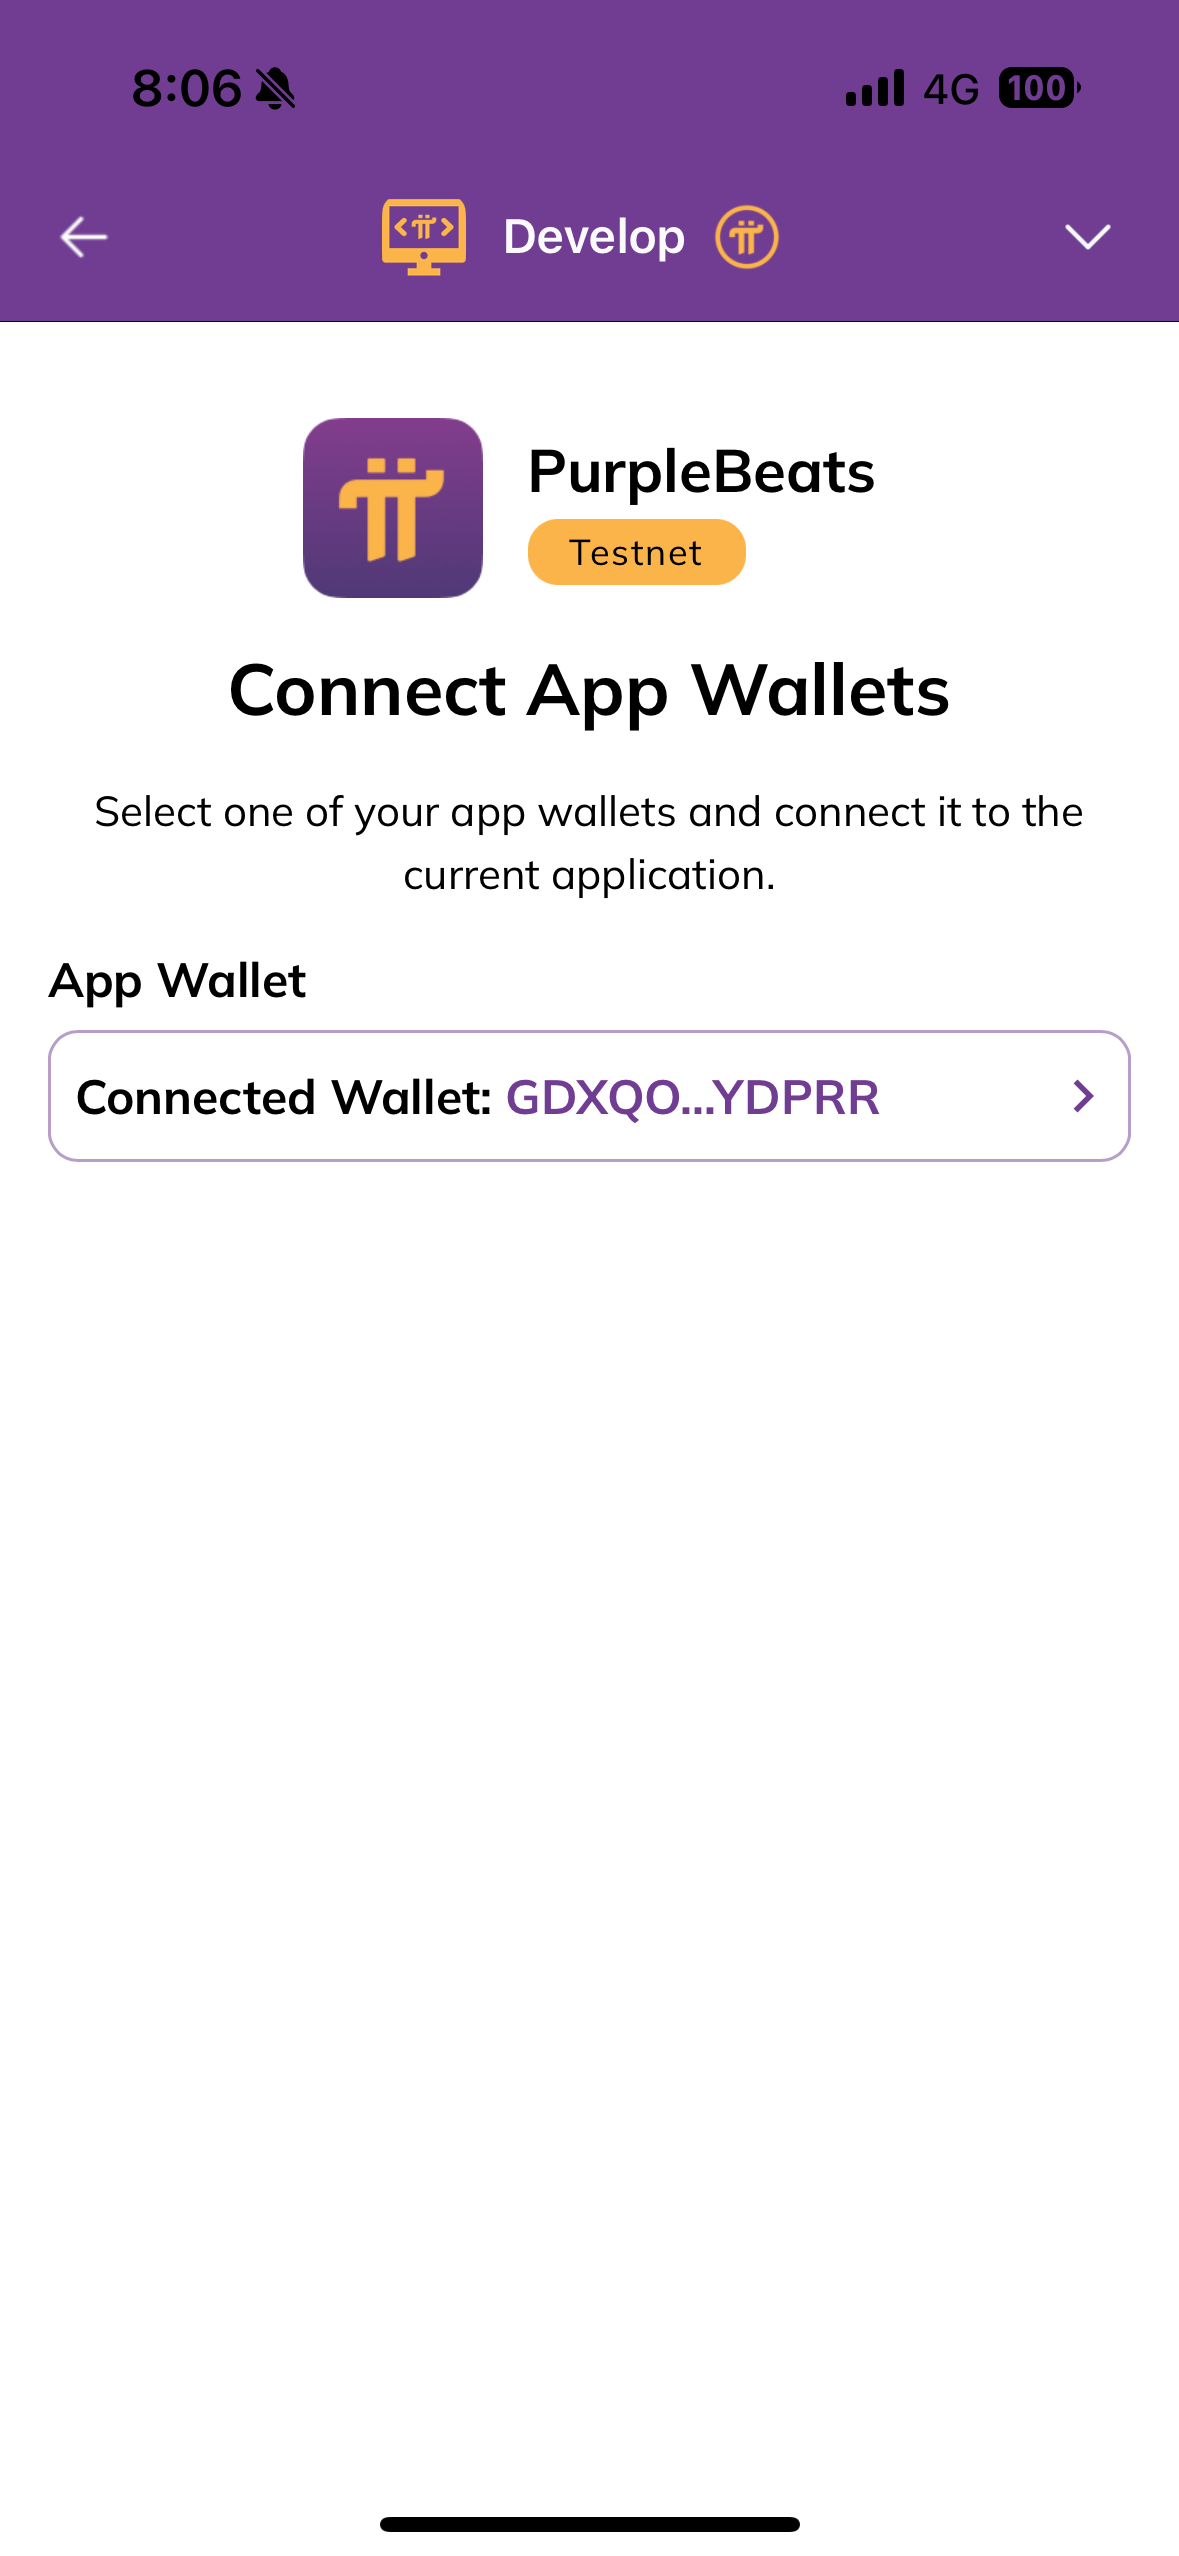 8:06 4G 100
Develop
PurpleBeats
Testnet
Connect App Wallets
Select one of your app wallets and connect it to the
current application.
App Wallet
Connected Wallet: GDXQO...YDPRR